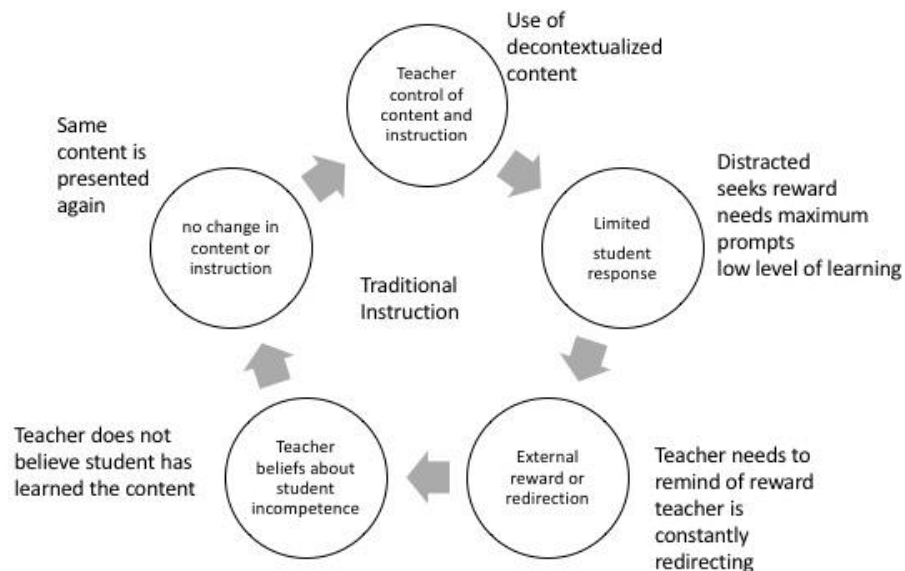 Teacher
control of
content and
instruction
Use of
decontextualized
content
Limited
student
response
Distracted
seeks reward
needs maximum
prompts
low level of learning
External
reward or
redirection
Teacher needs to
remind of reward
teacher is
constantly
redirecting
Teacher
beliefs about
student
incompetence
Teacher does not
believe student has
learned the content
no change in
content or
instruction
Same
content is
presented
again
Traditional
Instruction